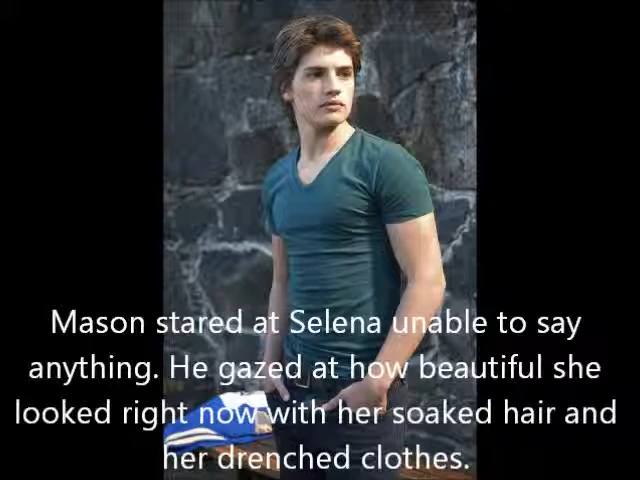 Mason stared at Selena unable to say
anything. He gazed at how beautiful she
looked right now with her soaked hair and
her drenched clothes.